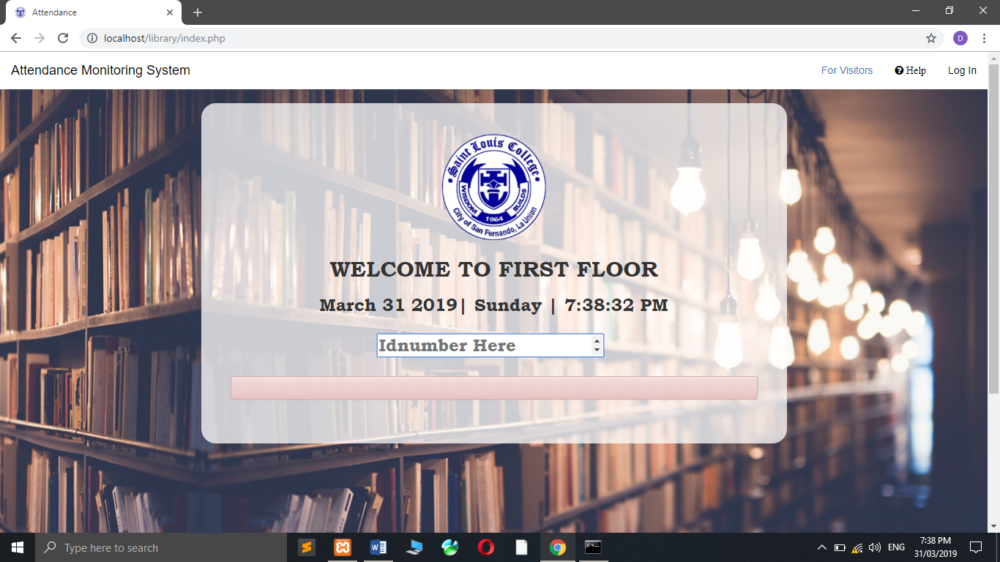 Attendance
localhost/library/index.php
Attendance Monitoring System
For Visitors
Help
Log In
Saint Louis College
WISDOM BUILDS
1964
City of San Fernando, La Union
WELCOME TO FIRST FLOOR
March 31 2019| Sunday | 7:38:32 PM
Idnumber Here
Type here to search
ENG
7:38 PM
31/03/2019
D